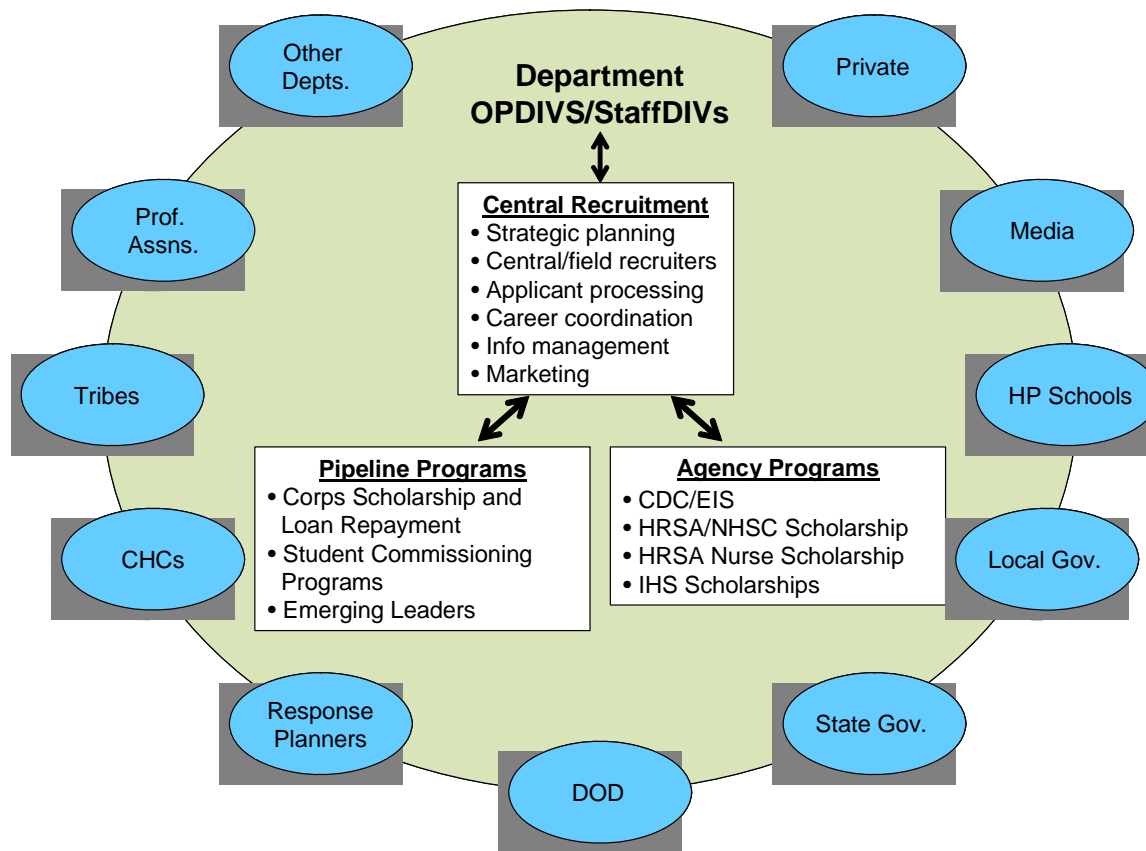 Other
Depts.
Department
OPDIVS/StaffDIVs
Private
Prof.
Assns.
Central Recruitment
• Strategic planning
• Central/field recruiters
• Applicant processing
• Career coordination
• Info management
• Marketing
Media
Tribes
HP Schools
Pipeline Programs
• Corps Scholarship and
Loan Repayment
• Student Commissioning
Programs
• Emerging Leaders
Agency Programs
• CDC/EIS
• HRSA/NHSC Scholarship
• HRSA Nurse Scholarship
• IHS Scholarships
CHCs
Local Gov.
Response
Planners
State Gov.
DOD